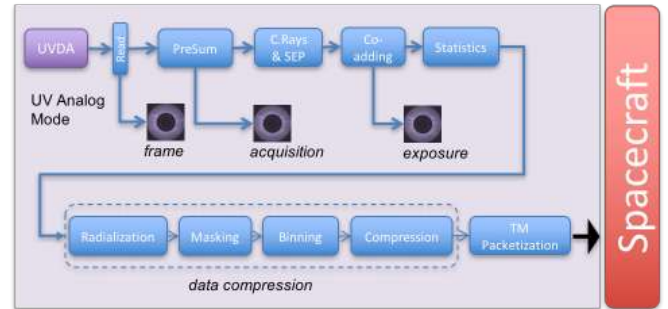 UVDA
Read
PreSum
C.Rays
& SEP
Co-
adding
Statistics
UV Analog
Mode
frame
acquisition
exposure
Radialization
Masking
Binning
Compression
TM
Packetization
data compression
Spacecraft